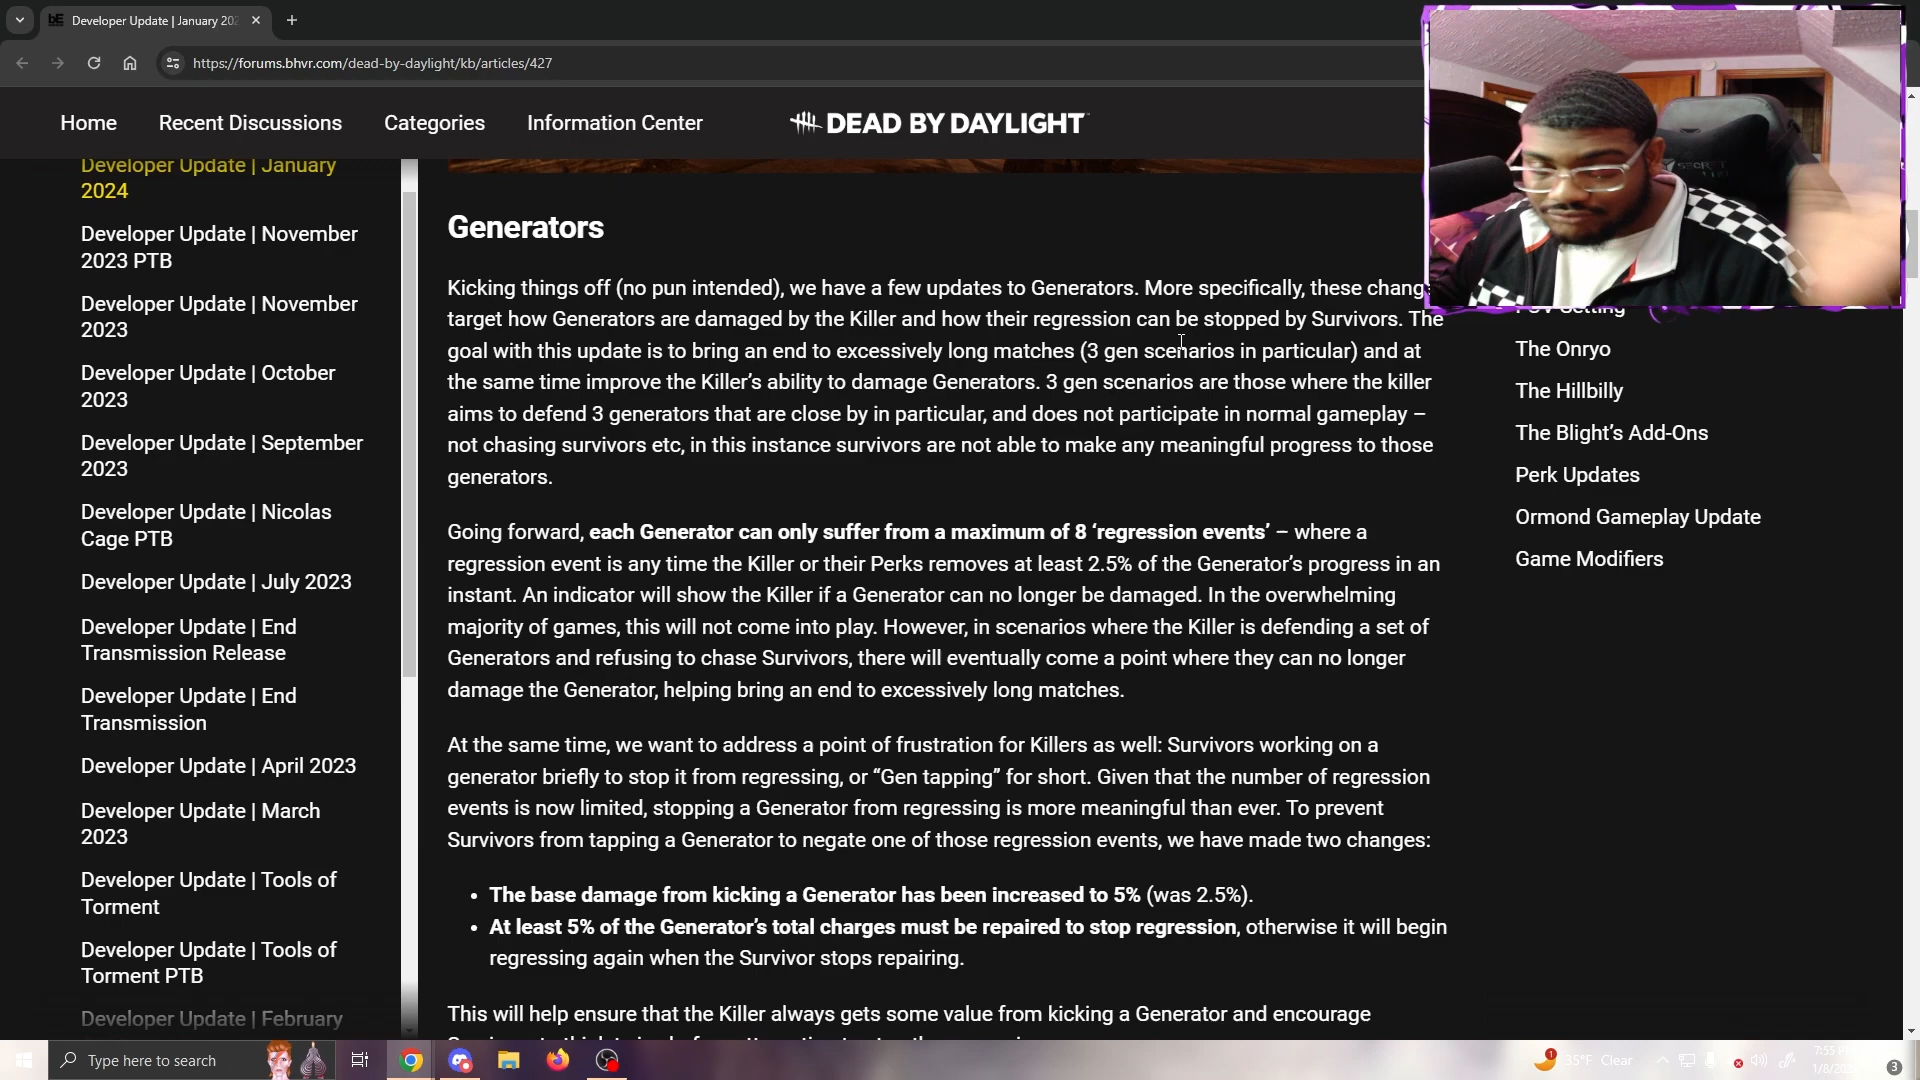 Developer Update | January 202
https://forums.bhvr.com/dead-by-daylight/kb/articles/427
Home
Recent Discussions
Categories
Information Center
DEAD BY DAYLIGHT
Developer Update | January
2024
Developer Update | November
2023 PTB
Developer Update | November
2023
Developer Update | October
2023
Developer Update | September
2023
Developer Update | Nicolas
Cage PTB
Developer Update | July 2023
Developer Update | End
Transmission Release
Developer Update | End
Transmission
Developer Update | April 2023
Developer Update | March
2023
Developer Update | Tools of
Torment
Developer Update | Tools of
Torment PTB
Developer Update | February
Generators
Kicking things off (no pun intended), we have a few updates to Generators. More specifically, these chang
target how Generators are damaged by the Killer and how their regression can be stopped by Survivors. The
goal with this update is to bring an end to excessively long matches (3 gen scenarios in particular) and at
the same time improve the Killer’s ability to damage Generators. 3 gen scenarios are those where the killer
aims to defend 3 generators that are close by in particular, and does not participate in normal gameplay –
not chasing survivors etc, in this instance survivors are not able to make any meaningful progress to those
generators.
Going forward, each Generator can only suffer from a maximum of 8 ‘regression events’ – where a
regression event is any time the Killer or their Perks removes at least 2.5% of the Generator’s progress in an
instant. An indicator will show the Killer if a Generator can no longer be damaged. In the overwhelming
majority of games, this will not come into play. However, in scenarios where the Killer is defending a set of
Generators and refusing to chase Survivors, there will eventually come a point where they can no longer
damage the Generator, helping bring an end to excessively long matches.
At the same time, we want to address a point of frustration for Killers as well: Survivors working on a
generator briefly to stop it from regressing, or “Gen tapping” for short. Given that the number of regression
events is now limited, stopping a Generator from regressing is more meaningful than ever. To prevent
Survivors from tapping a Generator to negate one of those regression events, we have made two changes:
• The base damage from kicking a Generator has been increased to 5% (was 2.5%).
• At least 5% of the Generator’s total charges must be repaired to stop regression, otherwise it will begin
regressing again when the Survivor stops repairing.
This will help ensure that the Killer always gets some value from kicking a Generator and encourage
FOV Setting
The Onryo
The Hillbilly
The Blight’s Add-Ons
Perk Updates
Ormond Gameplay Update
Game Modifiers
SECRET
Type here to search
1
35°F Clear
7:55 P
1/8/20
3